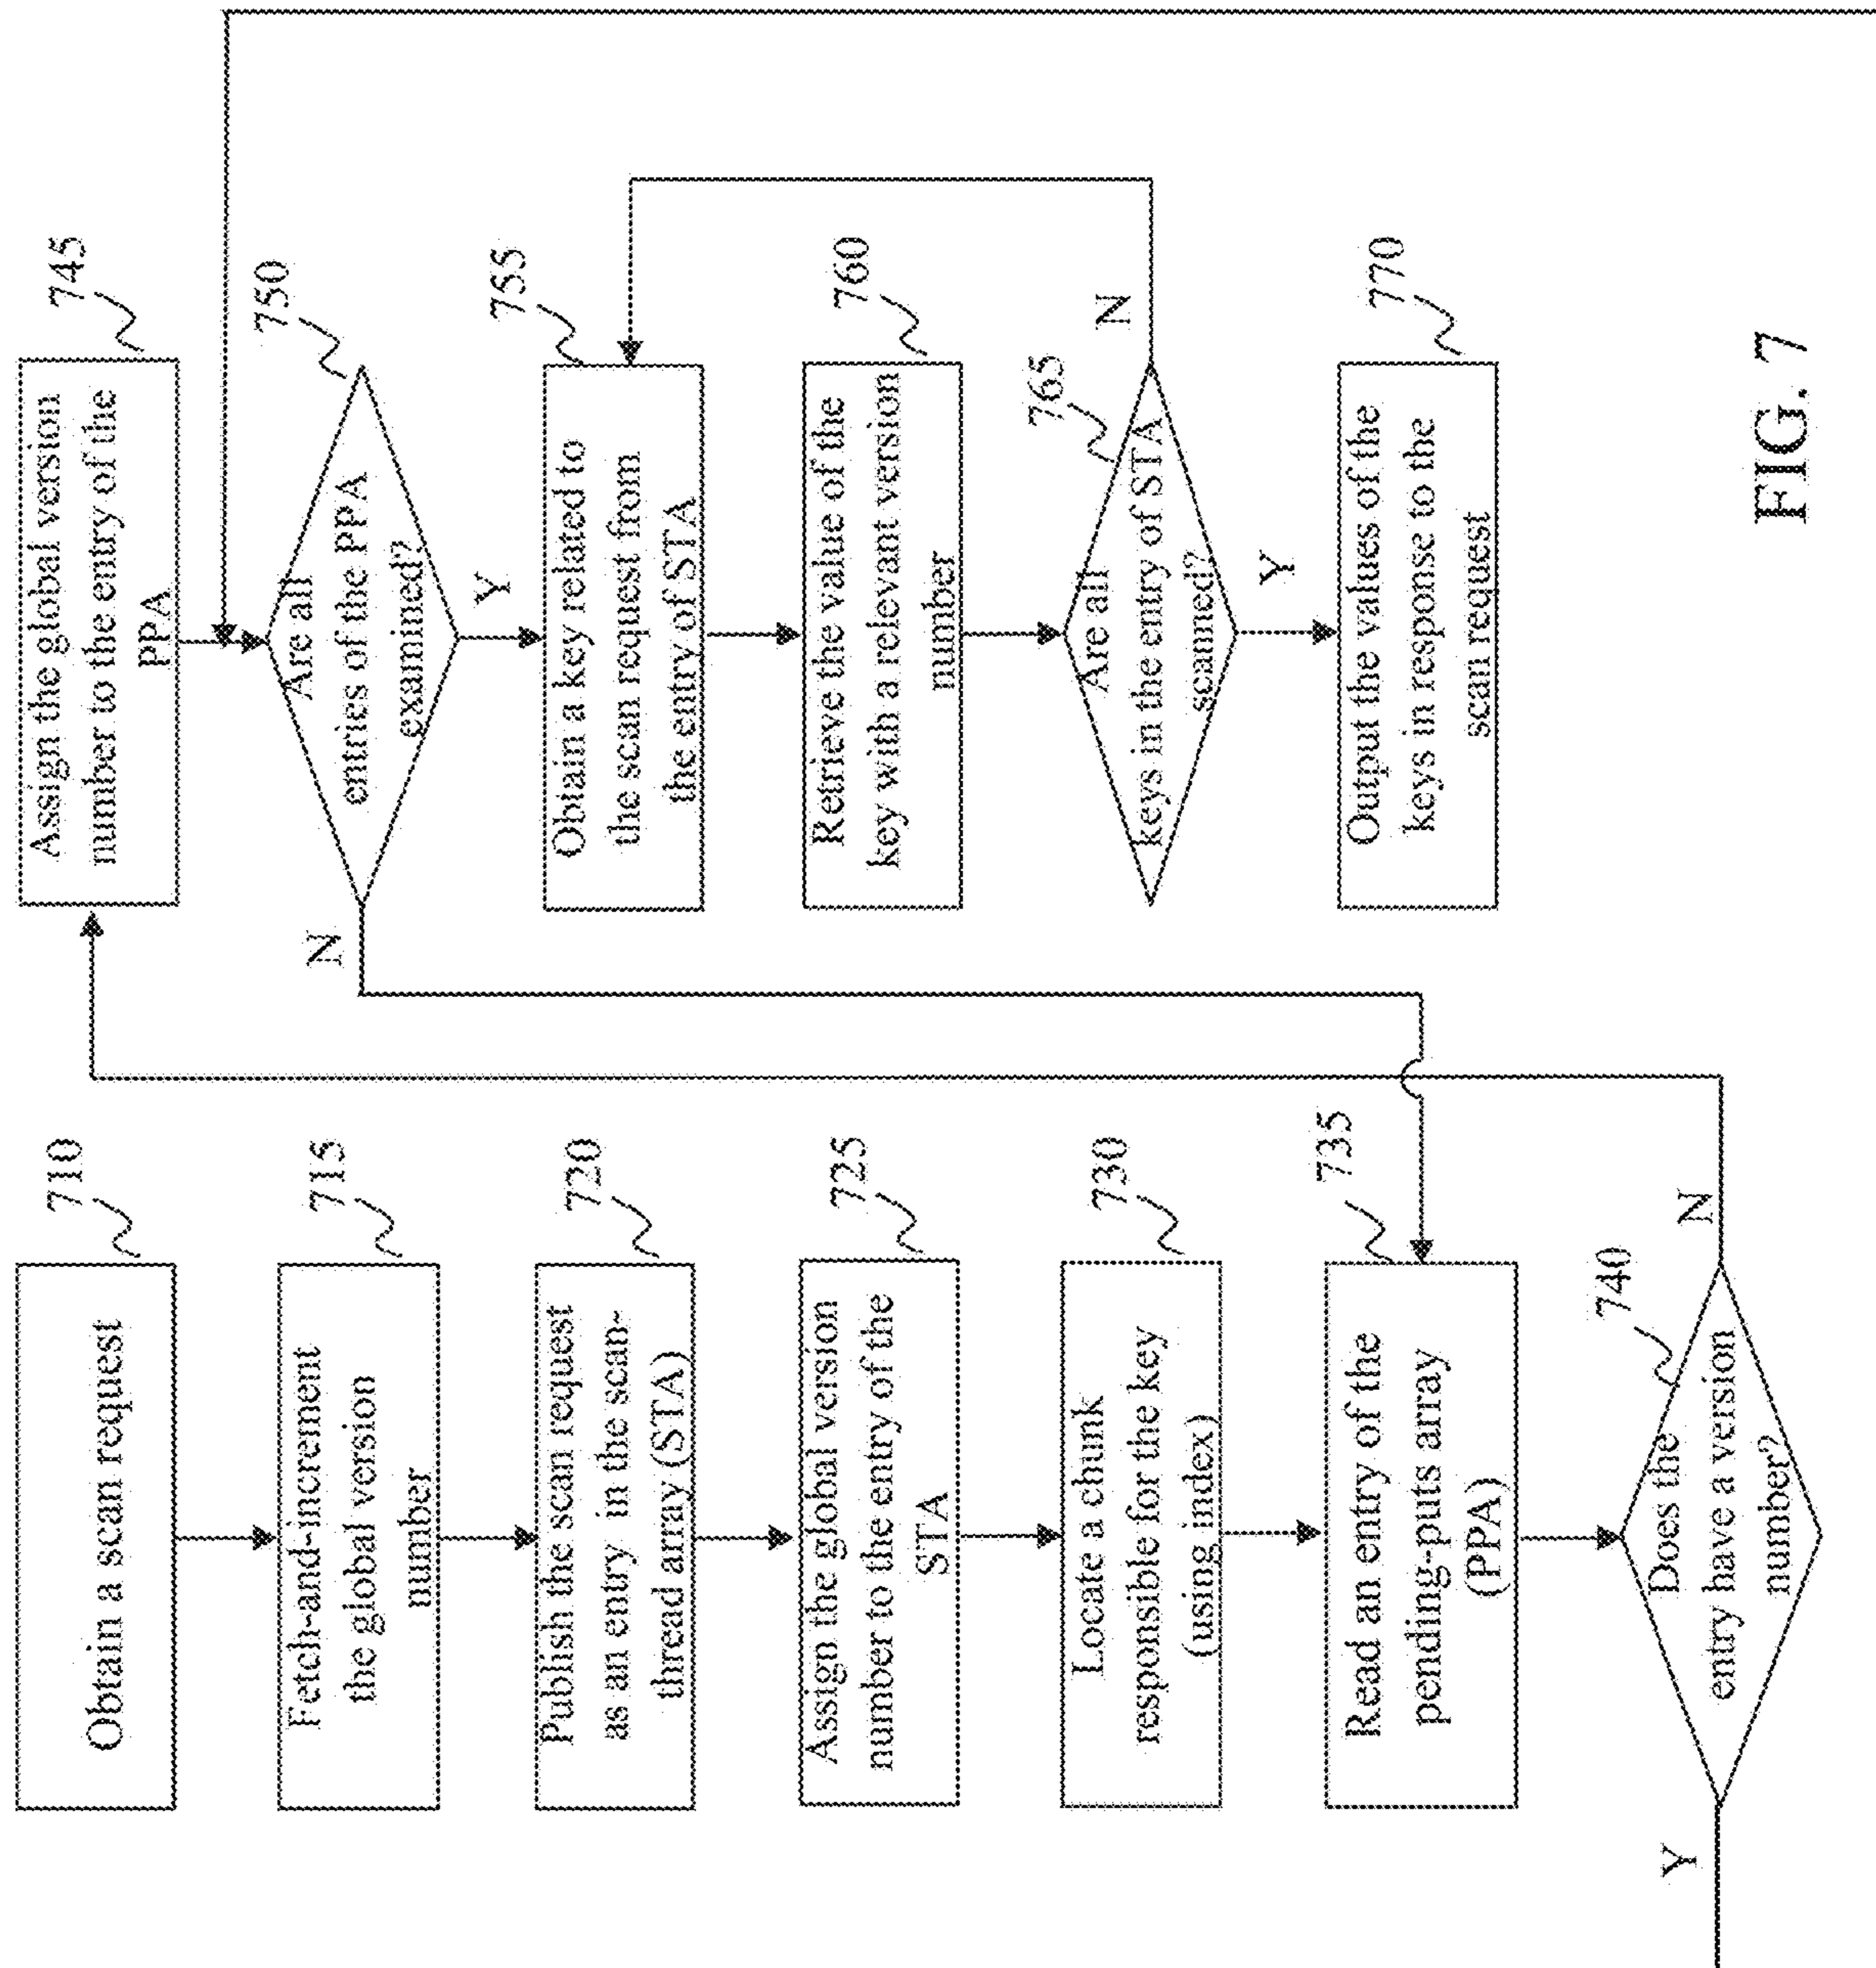 710
Obtain a scan request
715
Fetch-and-increment
the global version
number
720
Publish the scan request
as an entry in the scan-
thread array (STA)
725
Assign the global version
number to the entry of the
STA
730
Locate a chunk
responsible for the key
(using index)
735
Read an entry of the
pending-puts array
(PPA)
740
Does the
entry have a version
number?
Y
N
745
Assign the global version
number to the entry of the
PPA
750
Are all
entries of the PPA
examined?
N
Y
755
Obtain a key related to
the scan request from
the entry of STA
760
Retrieve the value of the
key with a relevant version
number
765
Are all
keys in the entry of STA
scanned?
N
Y
770
Output the values of the
keys in response to the
scan request
FIG. 7